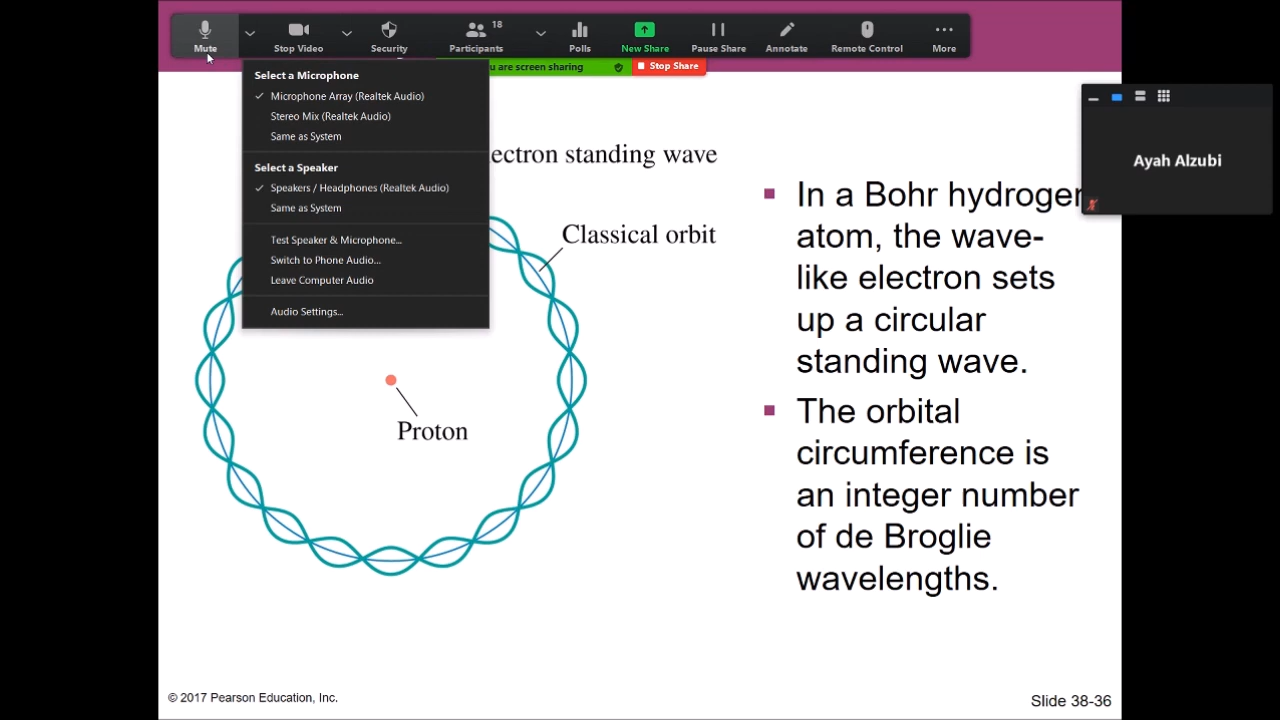 Mute
Stop Video
Security
18
Participants
Polls
New Share
Pause Share
Annotate
Remote Control
More
are screen sharing
Stop Share
Select a Microphone
Microphone Array (Realtek Audio)
Stereo Mix (Realtek Audio)
Same as System
Select a Speaker
Speakers / Headphones (Realtek Audio)
Same as System
Test Speaker & Microphone...
Switch to Phone Audio...
Leave Computer Audio
Audio Settings...
Ayah Alzubi
standing wave
Classical orbit
Proton
In a Bohr
atom, the wave-
like electron sets
up a circular
standing wave.
The orbital
circumference is
an integer number
of de Broglie
wavelengths.
© 2017 Pearson Education, Inc.
Slide 38-36